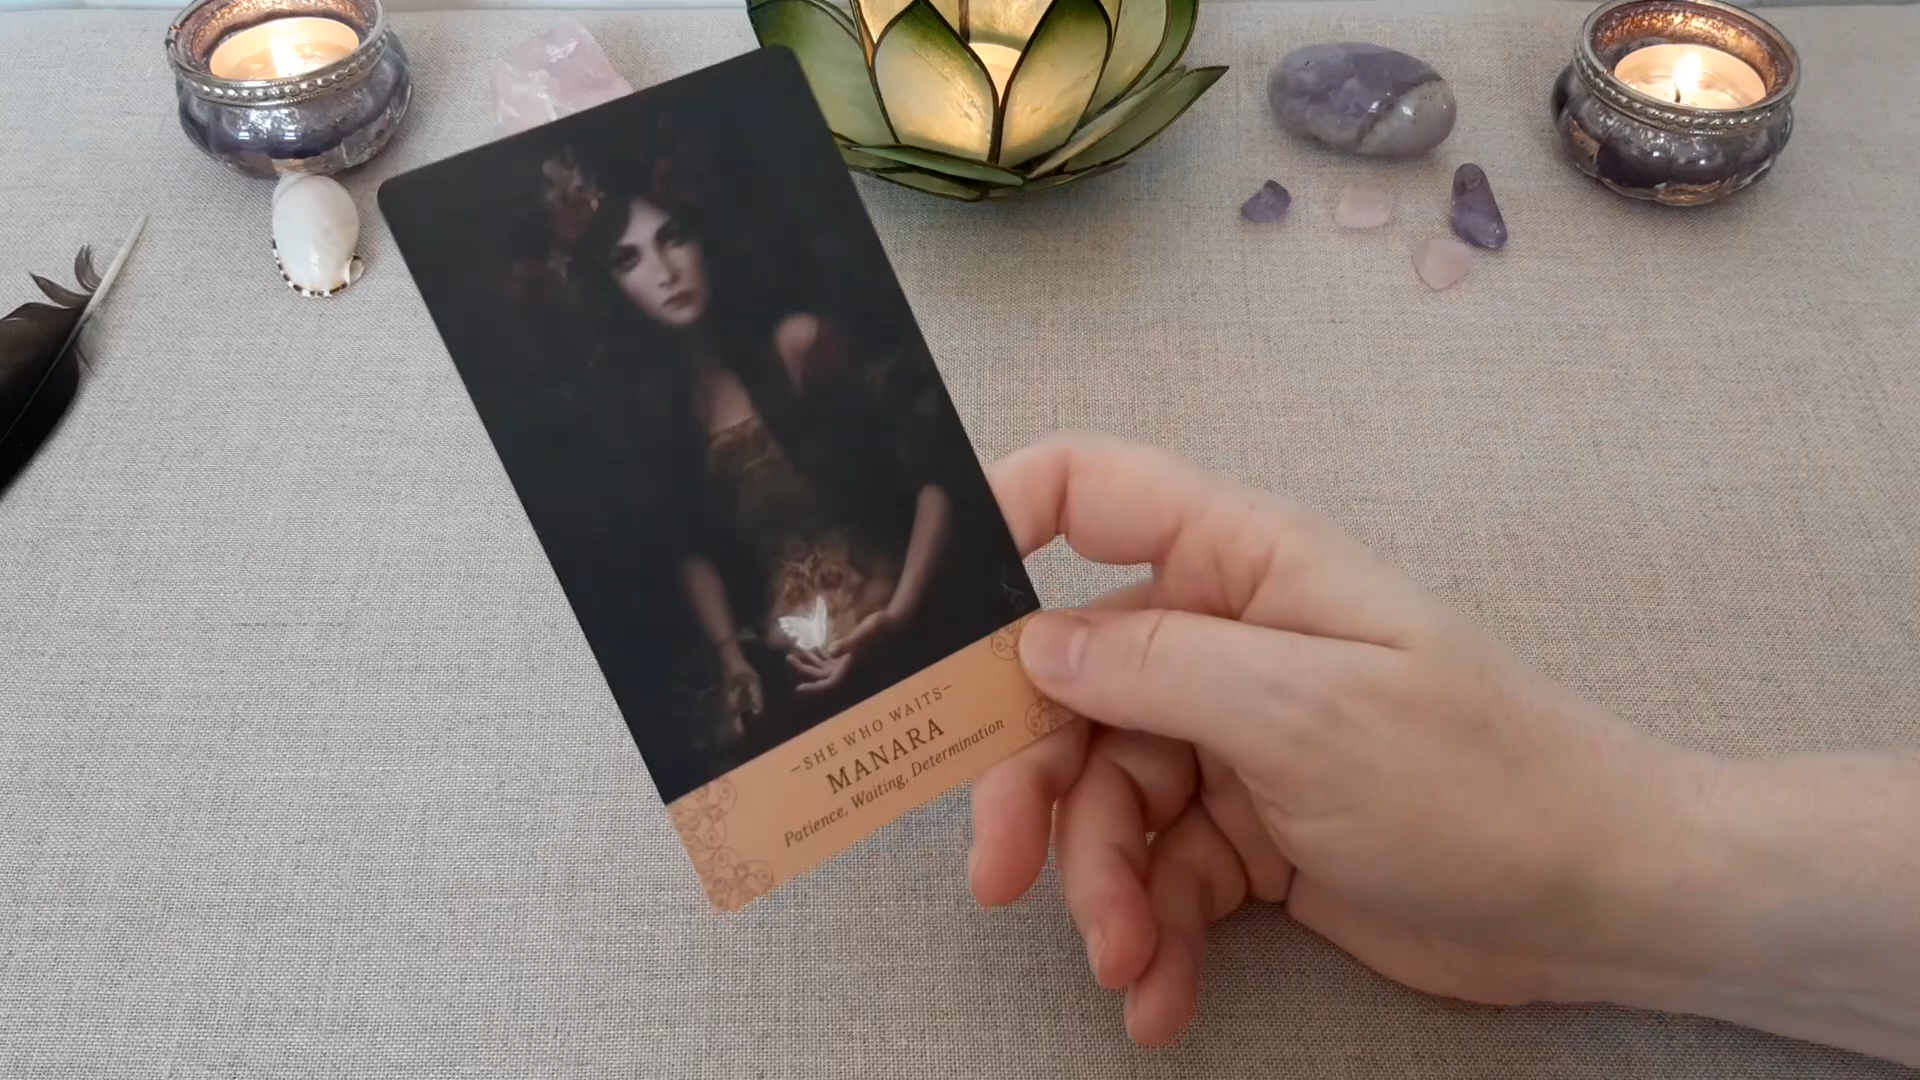 –SHE WHO WAITS–
MANARA
Patience, Waiting, Determination